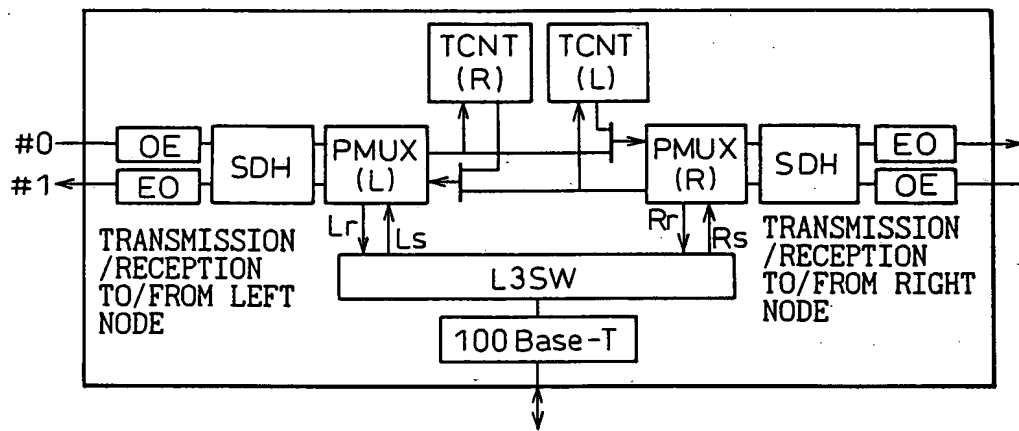 TCNT
(R)
TCNT
(L)
#0
OE
SDH
PMUX
(L)
PMUX
(R)
SDH
EO
#1
EO
OE
Lr
Ls
Rr
Rs
TRANSMISSION
/RECEPTION
TO/FROM LEFT
NODE
L3SW
TRANSMISSION
/RECEPTION
TO/FROM RIGHT
NODE
100 Base-T